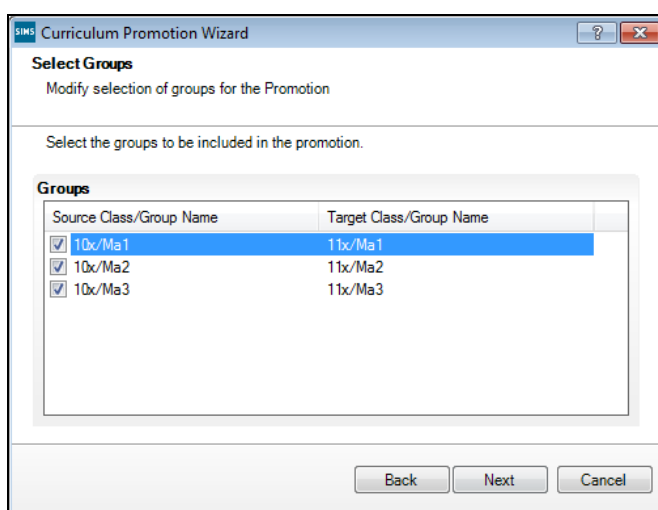 SIMS Curriculum Promotion Wizard ?
Select Groups
Modify selection of groups for the Promotion
Select the groups to be included in the promotion.
Groups
Source Class/Group Name Target Class/Group Name
10x/Ma1 11x/Ma1
10x/Ma2 11x/Ma2
10x/Ma3 11x/Ma3
Back Next Cancel